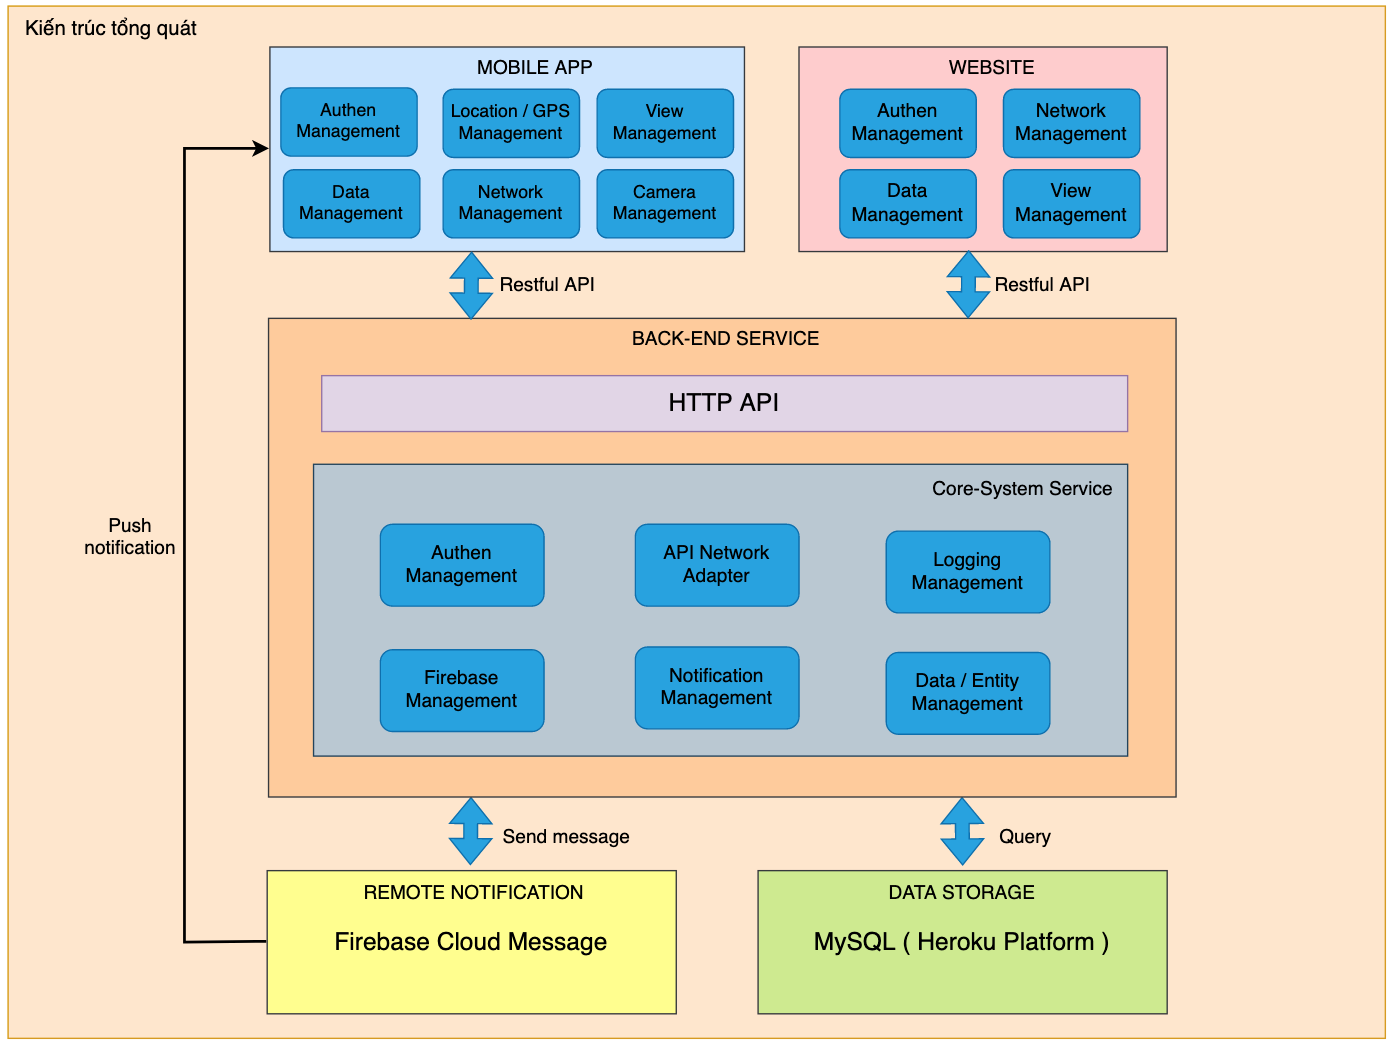 Kiến trúc tổng quát
MOBILE APP
Authen
Management
Location / GPS
Management
View
Management
Data
Management
Network
Management
Camera
Management
WEBSITE
Authen
Management
Network
Management
Data
Management
View
Management
Restful API
Restful API
BACK-END SERVICE
HTTP API
Core-System Service
Authen
Management
API Network
Adapter
Logging
Management
Firebase
Management
Notification
Management
Data / Entity
Management
Push
notification
Send message
Query
REMOTE NOTIFICATION
Firebase Cloud Message
DATA STORAGE
MySQL ( Heroku Platform )